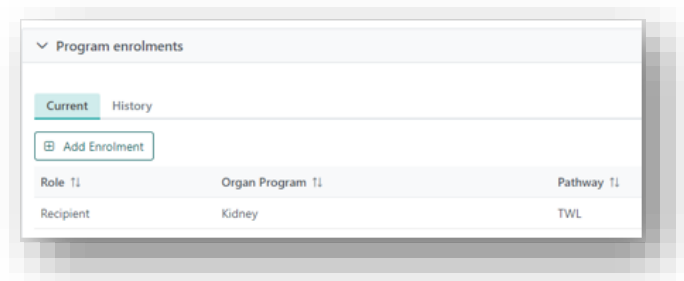 Program enrolments
Current History
Add Enrolment
Role Organ Program Pathway
Recipient Kidney TWL